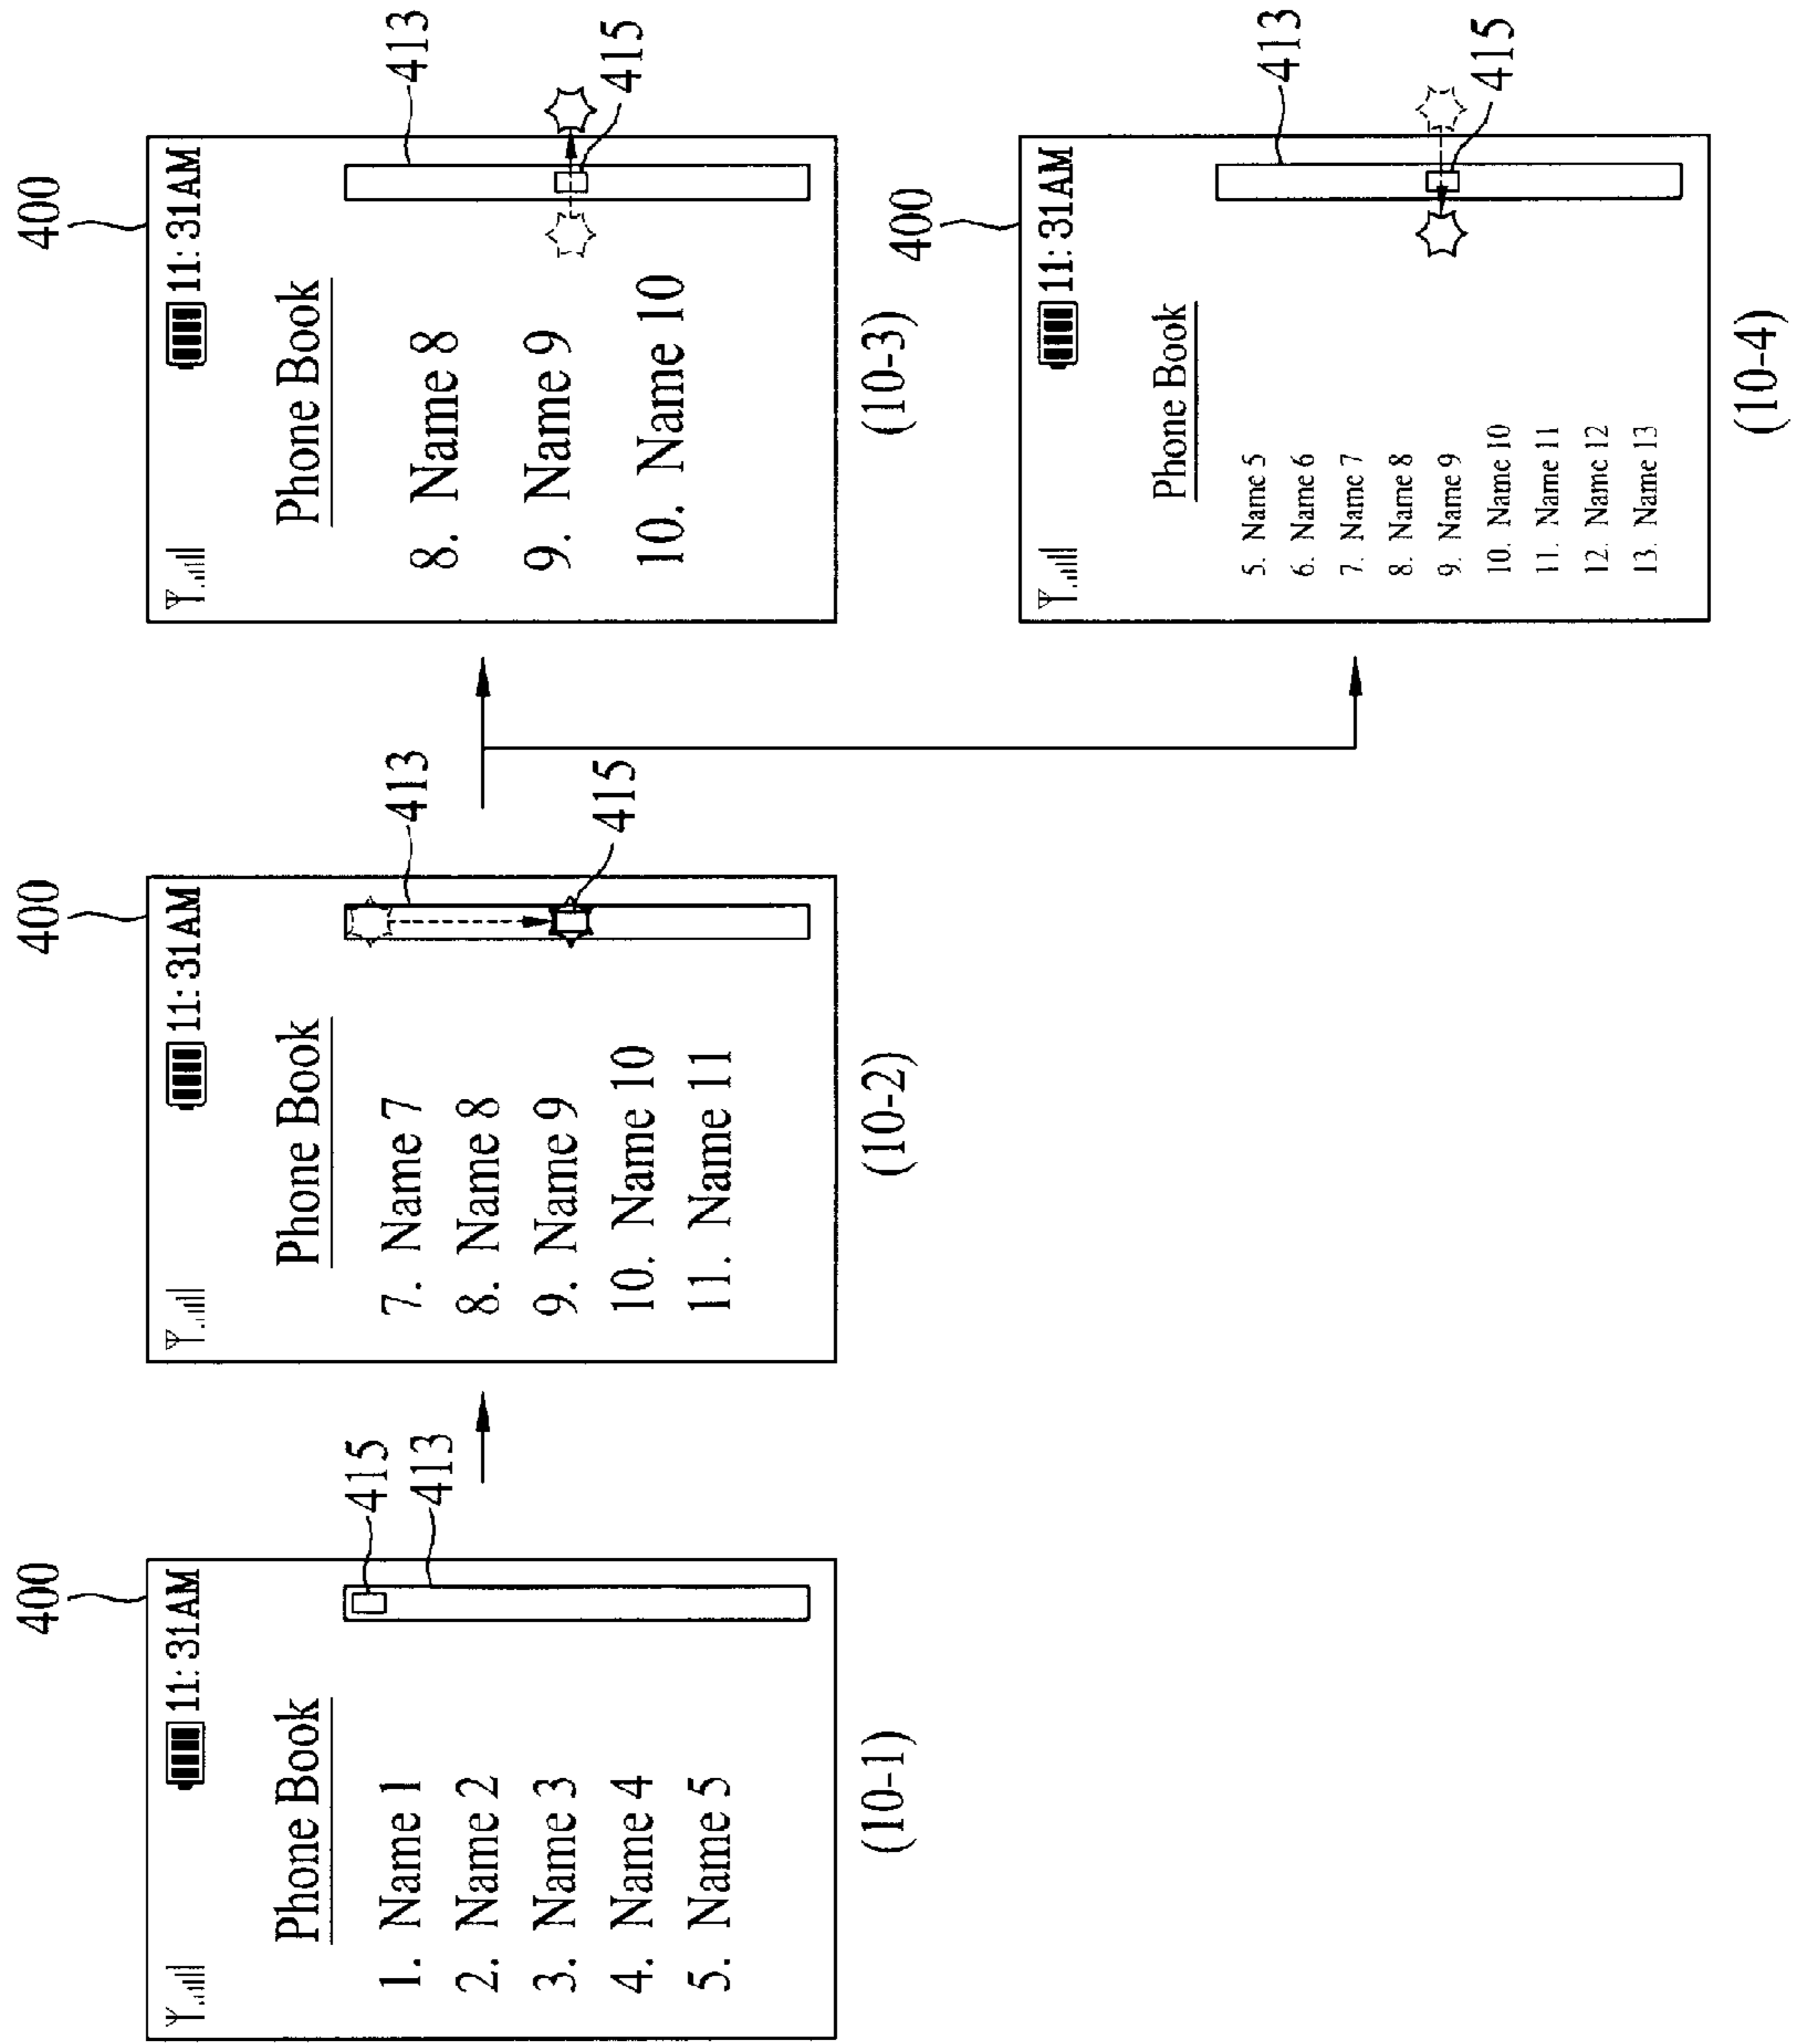 400
11:31AM
Phone Book
1. Name 1
2. Name 2
3. Name 3
4. Name 4
5. Name 5
415
413
(10-1)
400
11:31AM
Phone Book
7. Name 7
8. Name 8
9. Name 9
10. Name 10
11. Name 11
413
415
(10-2)
400
11:31AM
Phone Book
8. Name 8
9. Name 9
10. Name 10
413
415
(10-3)
400
11:31AM
Phone Book
5. Name 5
6. Name 6
7. Name 7
8. Name 8
9. Name 9
10. Name 10
11. Name 11
12. Name 12
13. Name 13
413
415
(10-4)